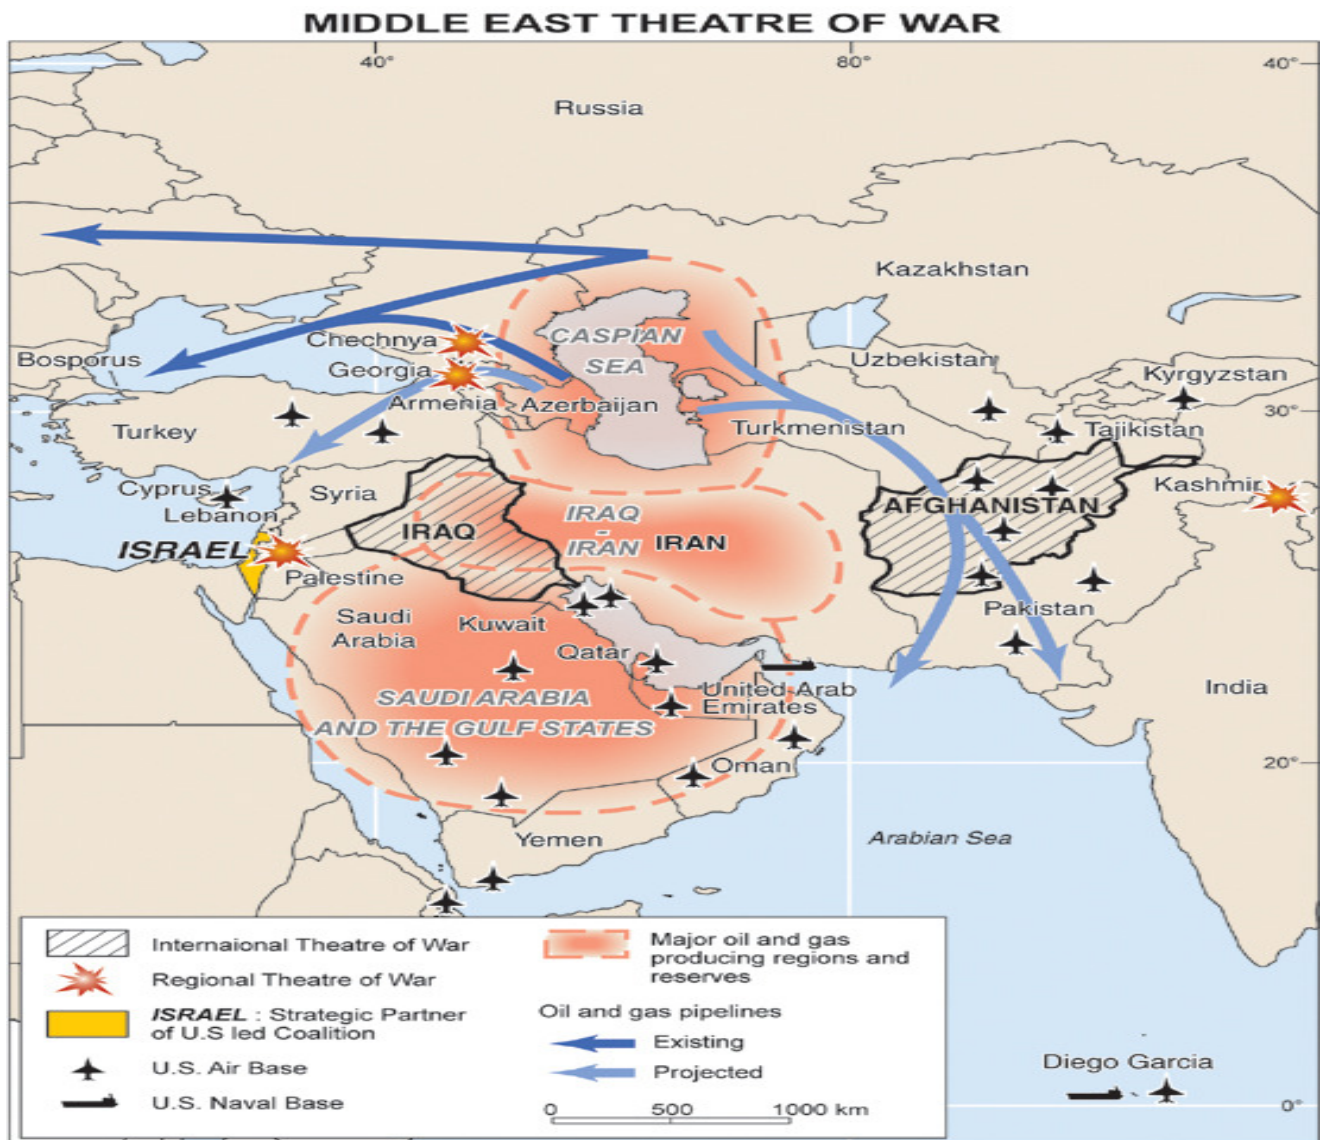 MIDDLE EAST THEATRE OF WAR
40°
80°
40°
Russia
Kazakhstan
CASPIAN
SEA
Chechnya
Bosporus
Georgia
Uzbekistan
Kyrgyzstan
Armenia
Azerbaijan
30°
Turkey
Turkmenistan
Tajikistan
Cyprus
Syria
Kashmir
Lebanon
AFGHANISTAN
IRAQ
IRAQ
-
IRAN
IRAN
ISRAEL
Palestine
Saudi
Arabia
Kuwait
Pakistan
Qatar
India
SAUDI ARABIA
AND THE GULF STATES
United Arab
Emirates
Oman
20°
Yemen
Arabian Sea
Internaional Theatre of War
Regional Theatre of War
ISRAEL : Strategic Partner
of U.S led Coalition
U.S. Air Base
U.S. Naval Base
Major oil and gas
producing regions and
reserves
Oil and gas pipelines
Existing
Projected
0 500 1000 km
Diego Garcia
0°